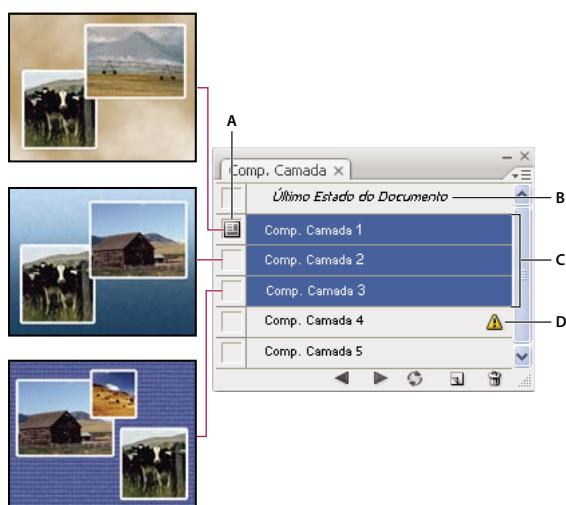 A
Comp. Camada ×
Último Estado do Documento
B
Comp. Camada 1
Comp. Camada 2
C
Comp. Camada 3
Comp. Camada 4
D
Comp. Camada 5